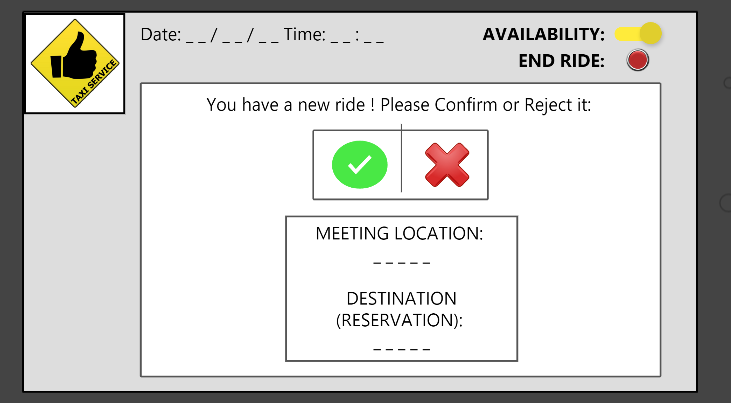 TAXI SERVICE
Date: _ _ / _ _ / _ _ Time: _ _ : _ _
AVAILABILITY:
END RIDE:
You have a new ride ! Please Confirm or Reject it:
MEETING LOCATION:
_ _ _ _ _
DESTINATION
(RESERVATION):
_ _ _ _ _